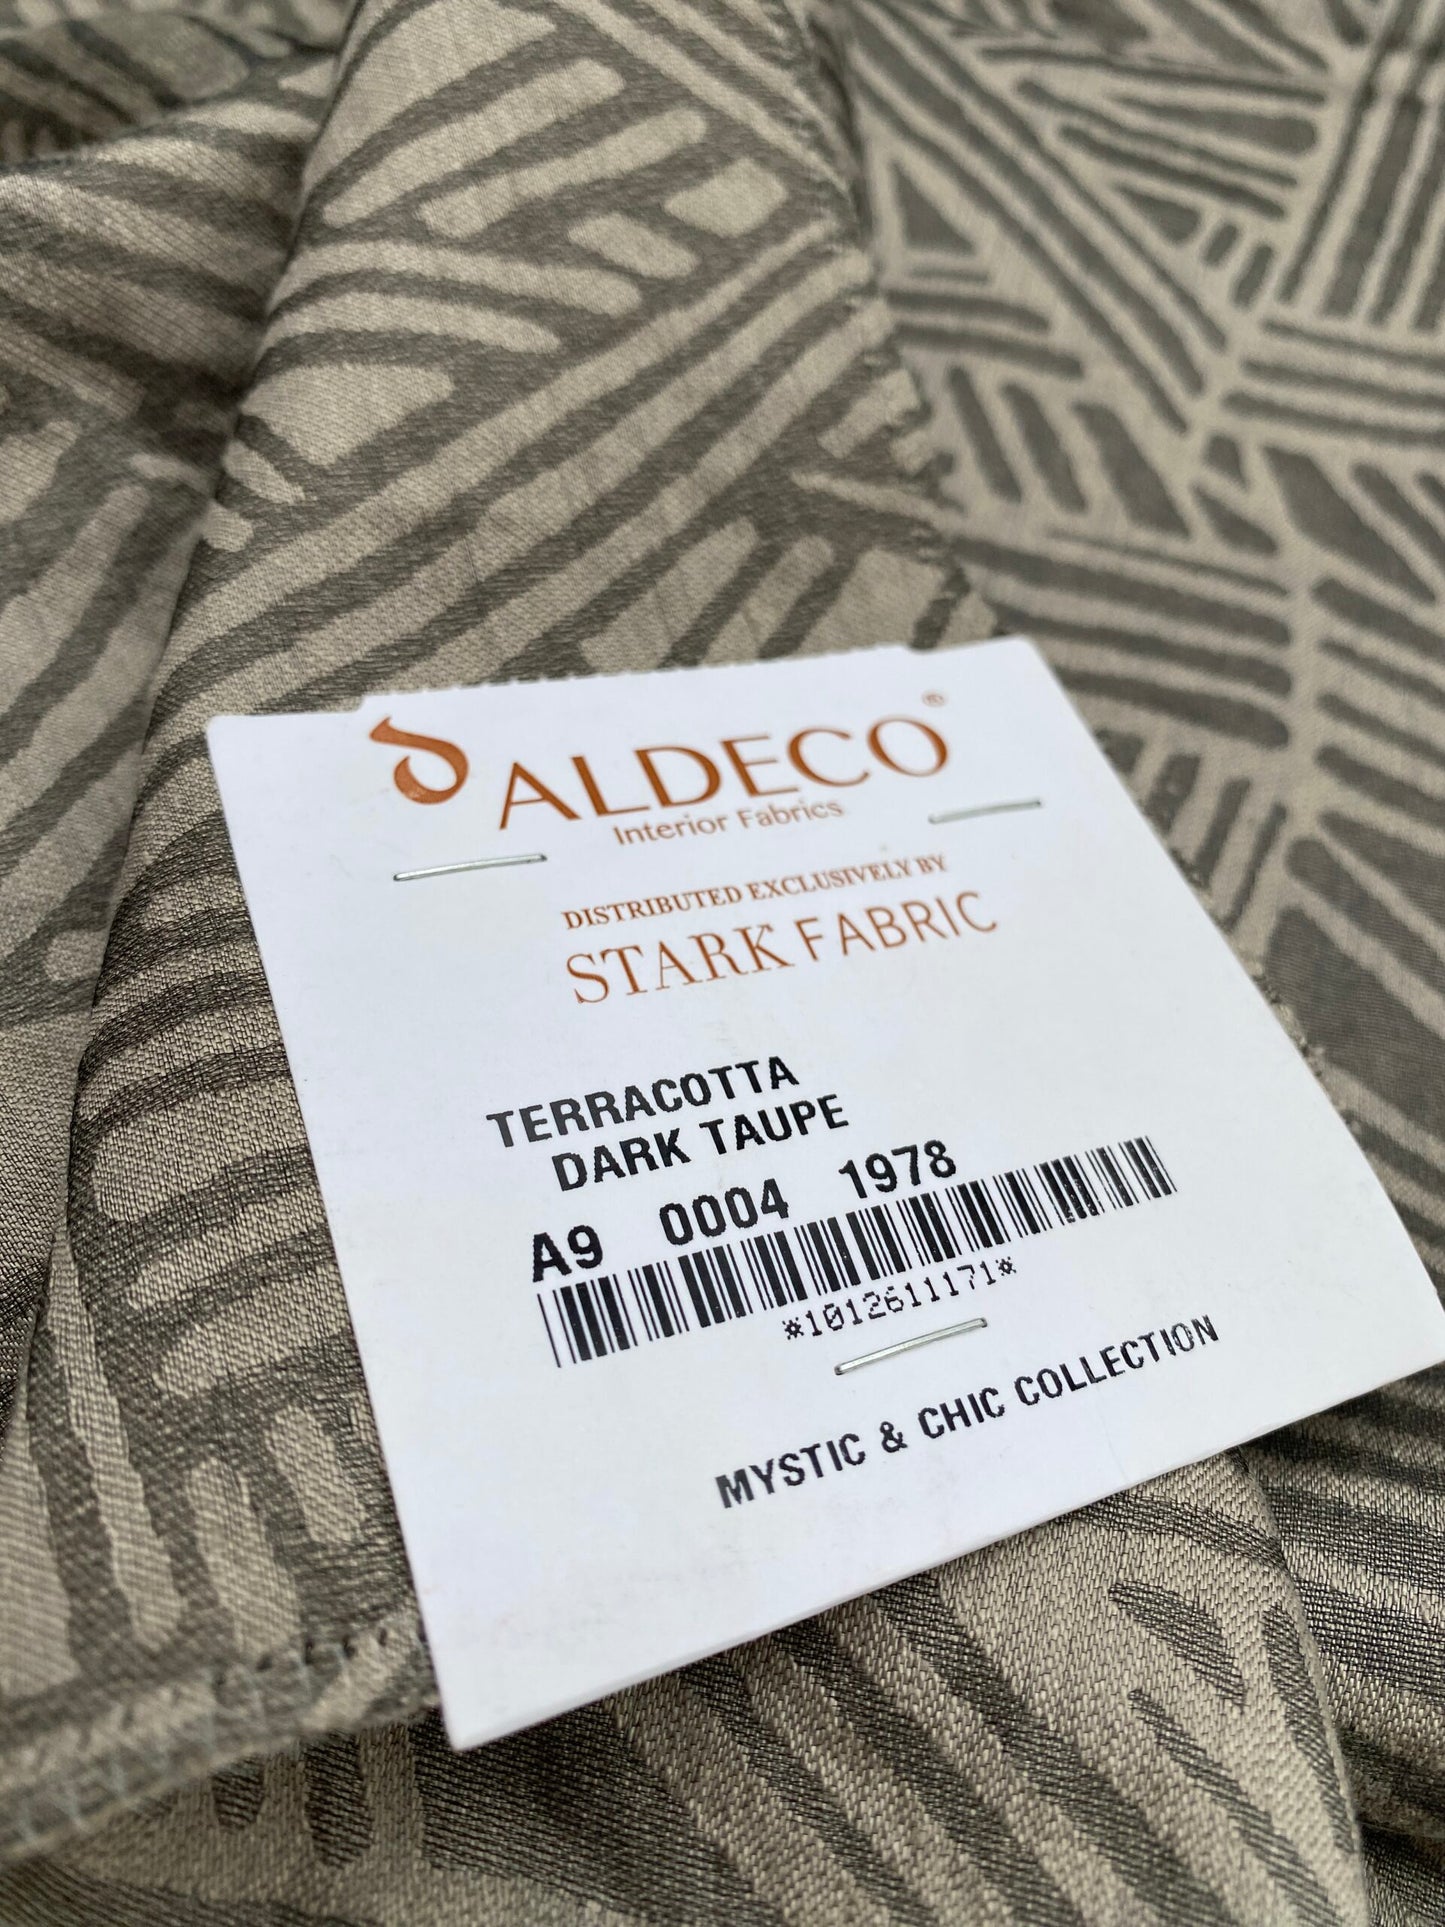 ALDECO®
Interior Fabrics
DISTRIBUTED EXCLUSIVELY BY
STARK FABRIC
TERRACOTTA
DARK TAUPE
A9 0004 1978
*1012611171*
MYSTIC & CHIC COLLECTION